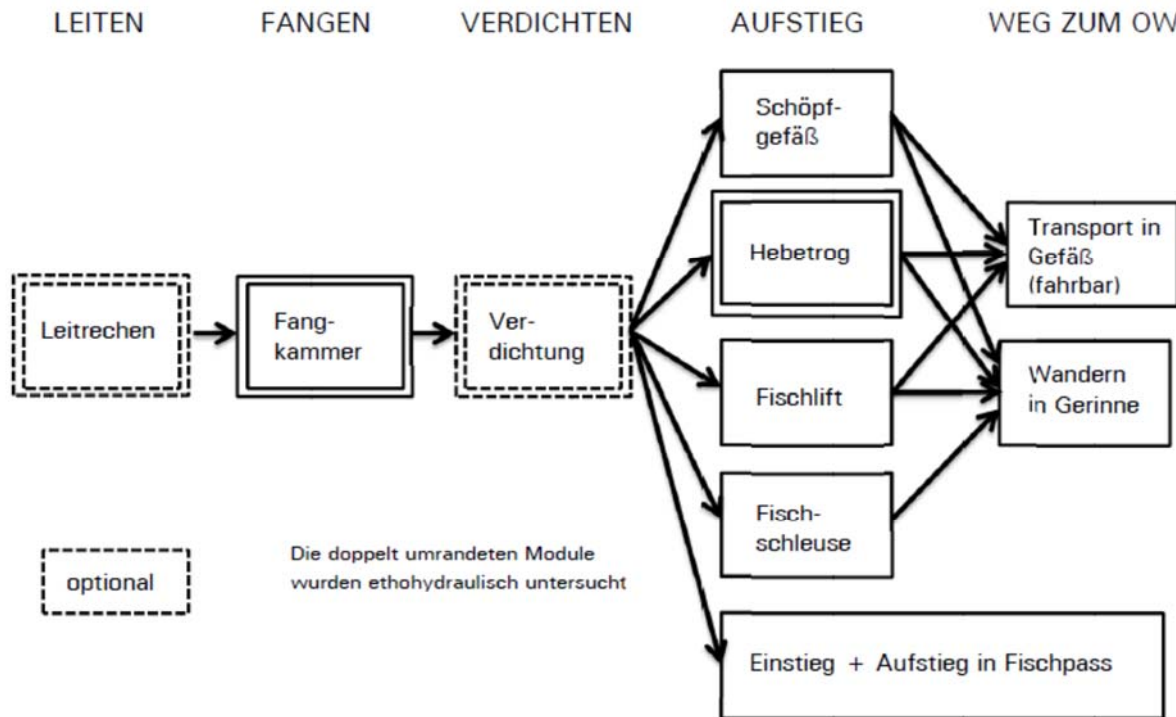 LEITEN
FANGEN
VERDICHTEN
AUFSTIEG
WEG ZUM OW
Leitrechen
Fang-
kammer
Ver-
dichtung
Schöpf-
gefäß
Hebetrog
Fischlift
Fisch-
schleuse
Einstieg + Aufstieg in Fischpass
Transport in
Gefäß
(fahrbar)
Wandern
in Gerinne
optional
Die doppelt umrandeten Module
wurden ethohydraulisch untersucht